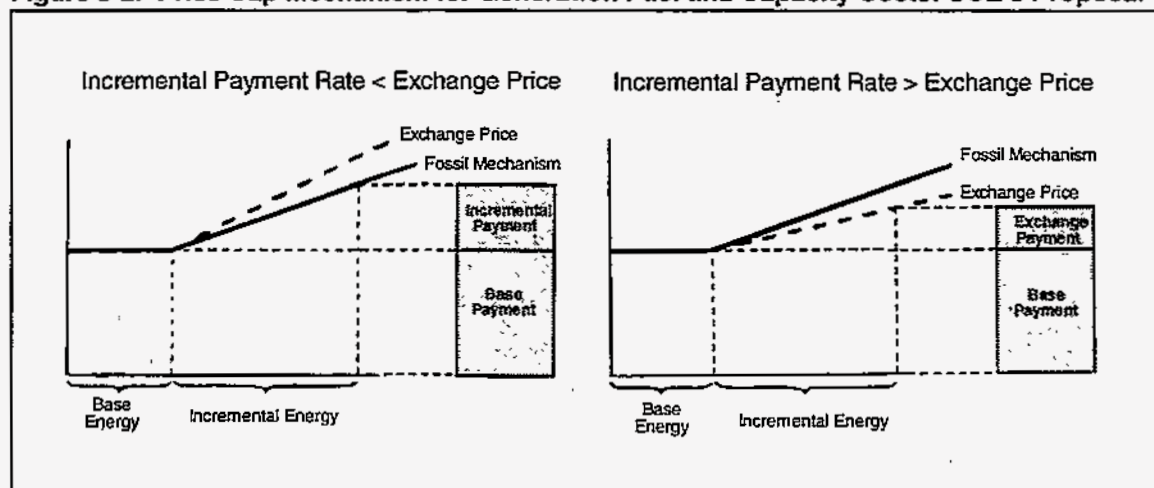 Incremental Payment Rate < Exchange Price
Exchange Price
Fossil Mechanism
Incremental
Payment
Base
Payment
Base
Energy
Incremental Energy
Incremental Payment Rate > Exchange Price
Fossil Mechanism
Exchange Price
Exchange
Payment
Base
Payment
Base
Energy
Incremental Energy